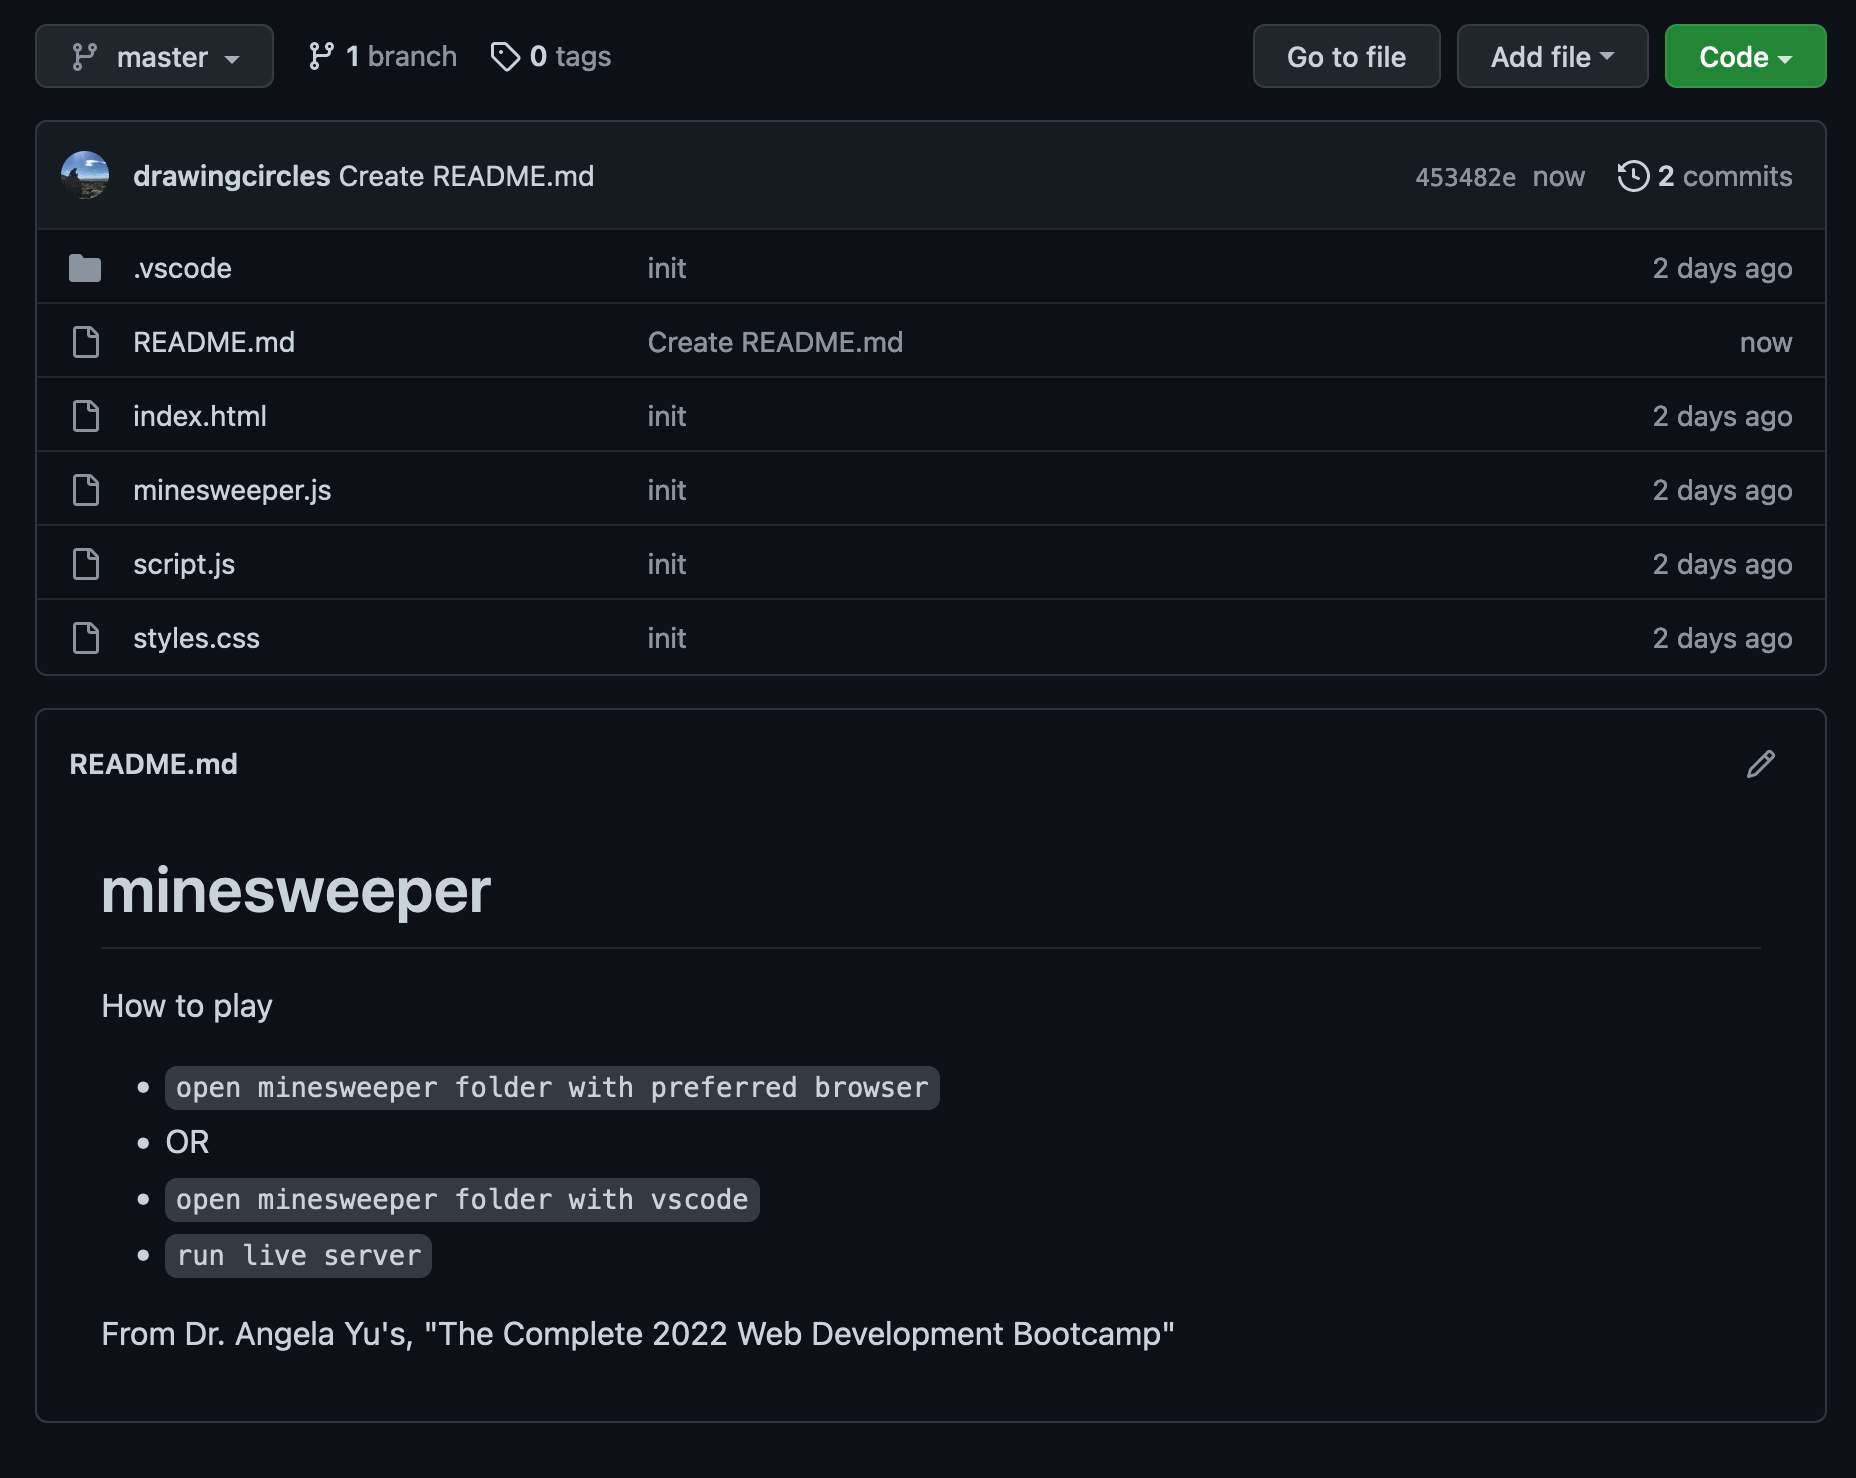 master 1 branch 0 tags Go to file Add file Code
drawingcircles Create README.md 453482e now 2 commits
.vscode init 2 days ago
README.md Create README.md now
index.html init 2 days ago
minesweeper.js init 2 days ago
script.js init 2 days ago
styles.css init 2 days ago
README.md
minesweeper
How to play
open minesweeper folder with preferred browser
OR
open minesweeper folder with vscode
run live server
From Dr. Angela Yu's, "The Complete 2022 Web Development Bootcamp"